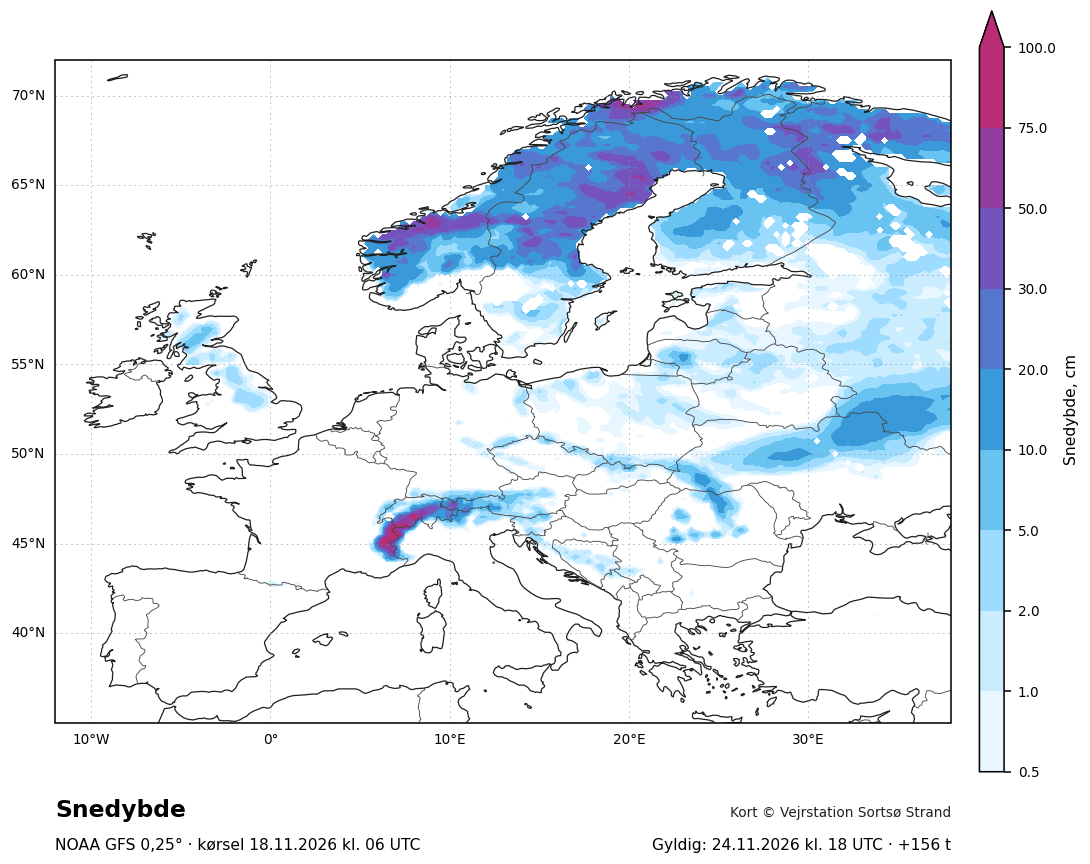 70°N
65°N
60°N
55°N
50°N
45°N
40°N
10°W
0°
10°E
20°E
30°E
100.0
75.0
50.0
30.0
20.0
10.0
5.0
2.0
1.0
0.5
Snedybde, cm
Snedybde
Kort © Vejrstation Sortsø Strand
NOAA GFS 0,25° · kørsel 18.11.2026 kl. 06 UTC
Gyldig: 24.11.2026 kl. 18 UTC · +156 t